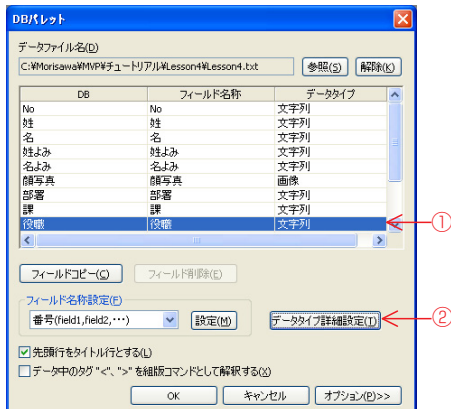 DBパレット
データファイル名(D)
C:¥Morisawa¥MVP¥チュートリアル¥Lesson4¥Lesson4.txt 参照(S) 解除(K)
DB フィールド名称 データタイプ
No No 文字列
姓 姓 文字列
名 名 文字列
姓よみ 姓よみ 文字列
名よみ 名よみ 文字列
顔写真 顔写真 画像
部署 部署 文字列
課 課 文字列
役職 役職 文字列 ①
フィールドコピー(C) フィールド削除(E)
フィールド名称設定(F)
番号(field1,field2,・・・) 設定(M) データタイプ詳細設定(T) ②
先頭行をタイトル行とする(L)
データ中のタグ "<"、">" を組版コマンドとして解釈する(X)
OK キャンセル オプション(P)>>